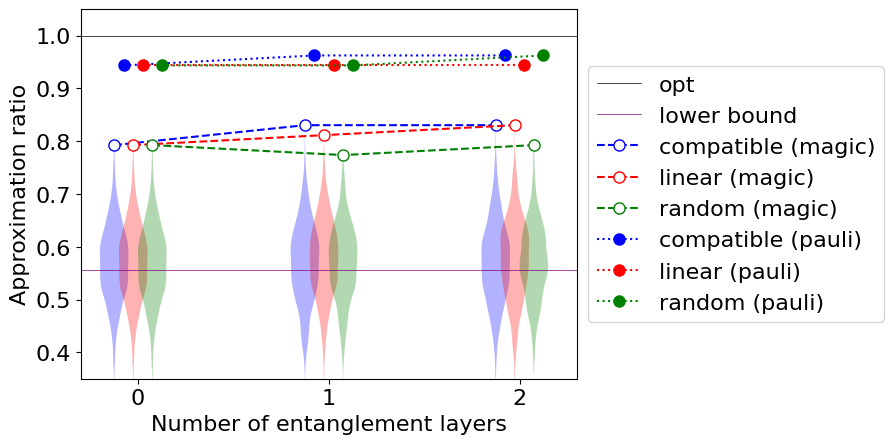 Approximation ratio
1.0
0.9
0.8
0.7
0.6
0.5
0.4
0
1
2
Number of entanglement layers
opt
lower bound
compatible (magic)
linear (magic)
random (magic)
compatible (pauli)
linear (pauli)
random (pauli)